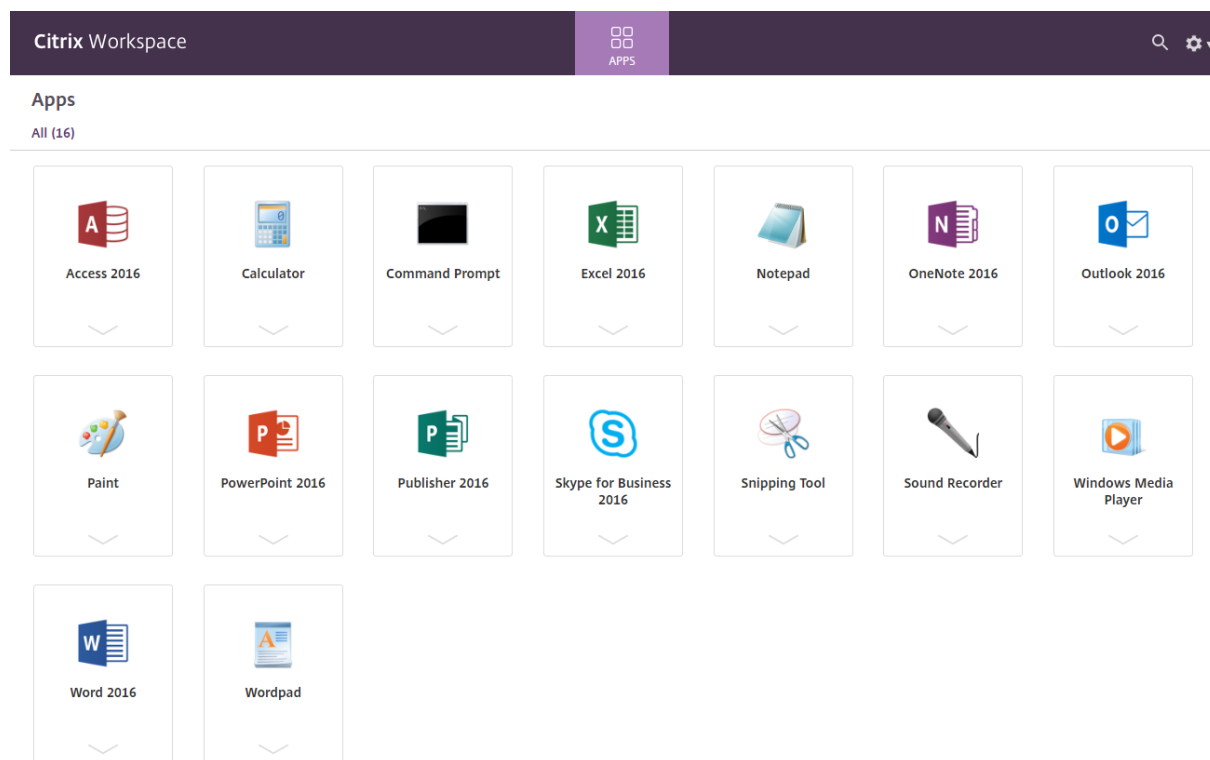 Citrix Workspace
APPS
Apps
All (16)
Access 2016
Calculator
Command Prompt
Excel 2016
Notepad
OneNote 2016
Outlook 2016
Paint
PowerPoint 2016
Publisher 2016
Skype for Business
2016
Snipping Tool
Sound Recorder
Windows Media
Player
Word 2016
Wordpad